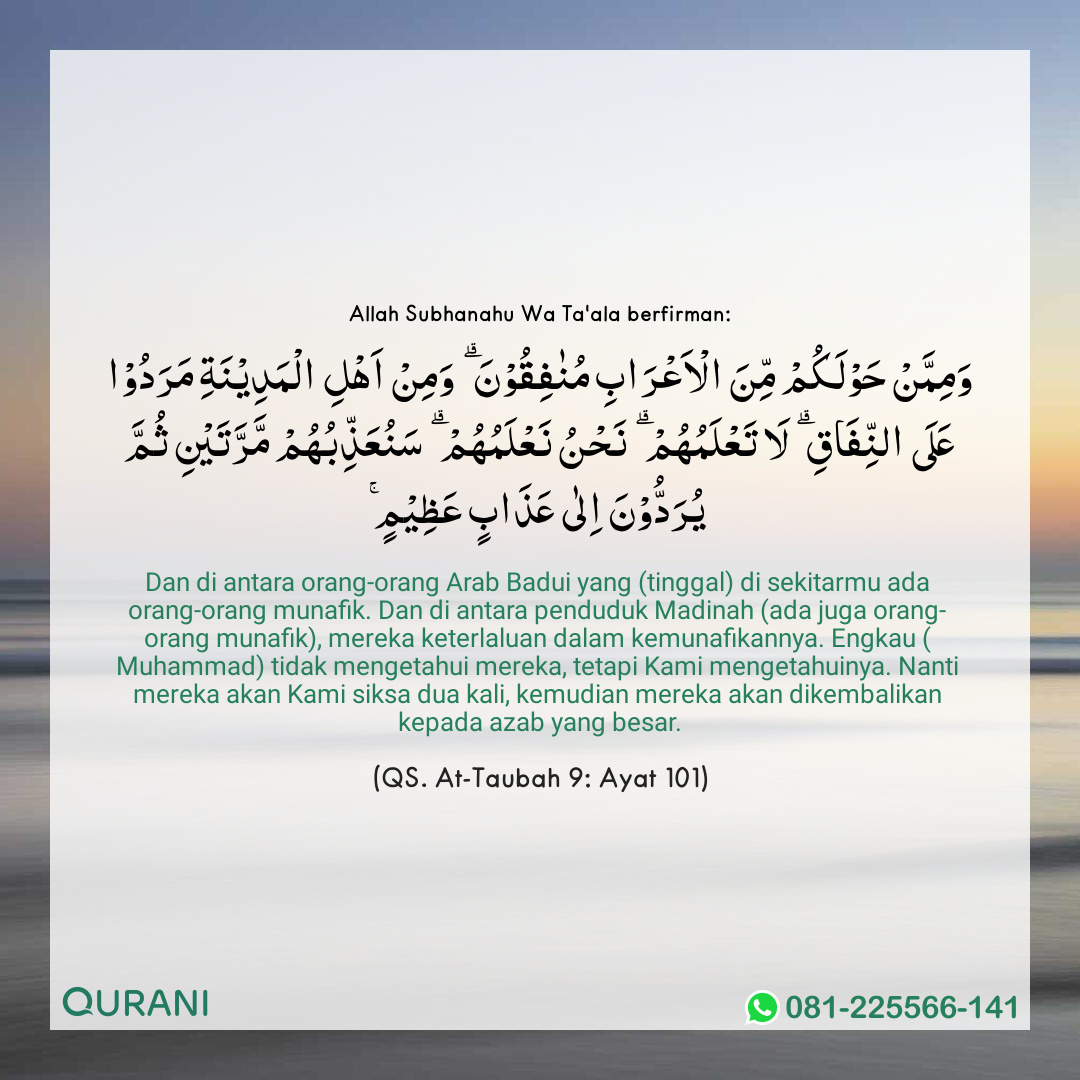 Allah Subhanahu Wa Ta'ala berfirman:
وَمِمَّنْ حَوْلَـكُمْ مِّنَ الْاَعْرَابِ مُنٰفِقُوْنَ ۗ وَمِنْ اَهْلِ الْمَدِيْنَةِ مَرَدُوْا
عَلَى النِّفَاقِ ۗ لَا تَعْلَمُهُمْ ۗ نَحْنُ نَـعْلَمُهُمْ ۗ سَنُعَذِّبُهُمْ مَّرَّتَيْنِ ثُمَّ
يُرَدُّوْنَ اِلٰى عَذَابٍ عَظِيْمٍ ۚ
Dan di antara orang-orang Arab Badui yang (tinggal) di sekitarmu ada
orang-orang munafik. Dan di antara penduduk Madinah (ada juga orang-
orang munafik), mereka keterlaluan dalam kemunafikannya. Engkau (
Muhammad) tidak mengetahui mereka, tetapi Kami mengetahuinya. Nanti
mereka akan Kami siksa dua kali, kemudian mereka akan dikembalikan
kepada azab yang besar.
(QS. At-Taubah 9: Ayat 101)
QURANI
081-225566-141